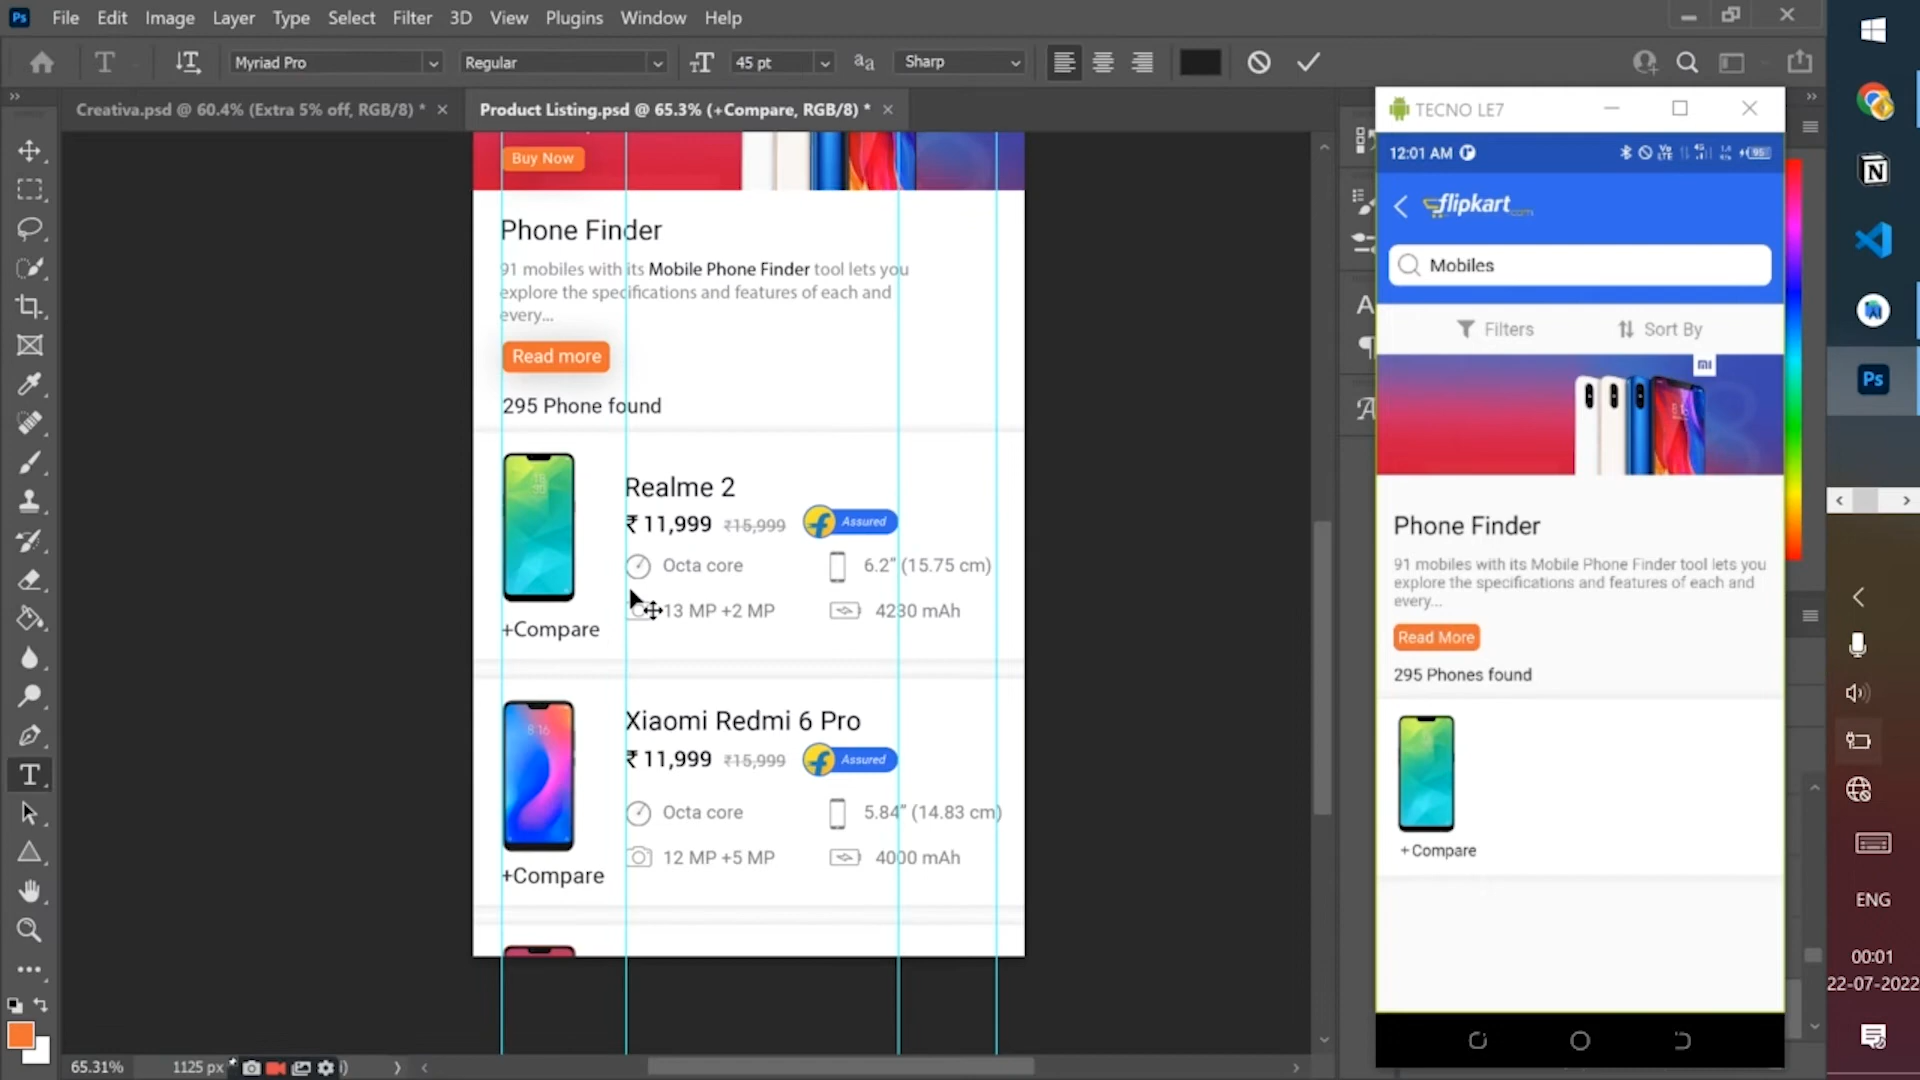 Ps File Edit Image Layer Type Select Filter 3D View Plugins Window Help
Myriad Pro
Regular
45 pt
Sharp
Creativa.psd @ 60.4% (Extra 5% off, RGB/8) *
Product Listing.psd @ 65.3% (+Compare, RGB/8) *
Buy Now
Phone Finder
91 mobiles with its Mobile Phone Finder tool lets you
explore the specifications and features of each and
every...
Read more
295 Phone found
Realme 2
₹ 11,999 ₹15,999 Assured
Octa core 6.2” (15.75 cm)
13 MP +2 MP 4230 mAh
+Compare
Xiaomi Redmi 6 Pro
₹ 11,999 ₹15,999 Assured
8:16
Octa core 5.84” (14.83 cm)
12 MP +5 MP 4000 mAh
+Compare
65.31% 1125 px
TECNO LE7
12:01 AM
95
flipkart
Mobiles
Filters Sort By
mi
Phone Finder
91 mobiles with its Mobile Phone Finder tool lets you
explore the specifications and features of each and
every...
Read More
295 Phones found
+ Compare
Ps
ENG
00:01
22-07-2022